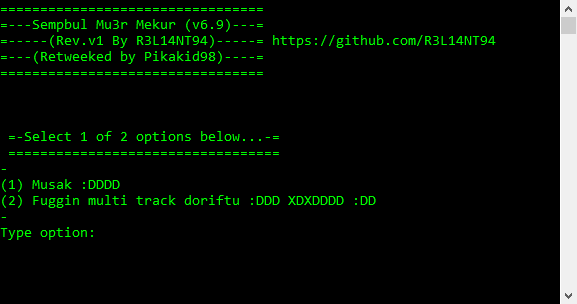 =================================
=---Sempbul Mu3r Mekur (v6.9)---=
=-----(Rev.v1 By R3L14NT94)-----= https://github.com/R3L14NT94
=---(Retweeked by Pikakid98)----=
=================================
=-Select 1 of 2 options below...-=
==================================
-
(1) Musak :DDDD
(2) Fuggin multi track doriftu :DDD XDXDDDD :DD
-
Type option: